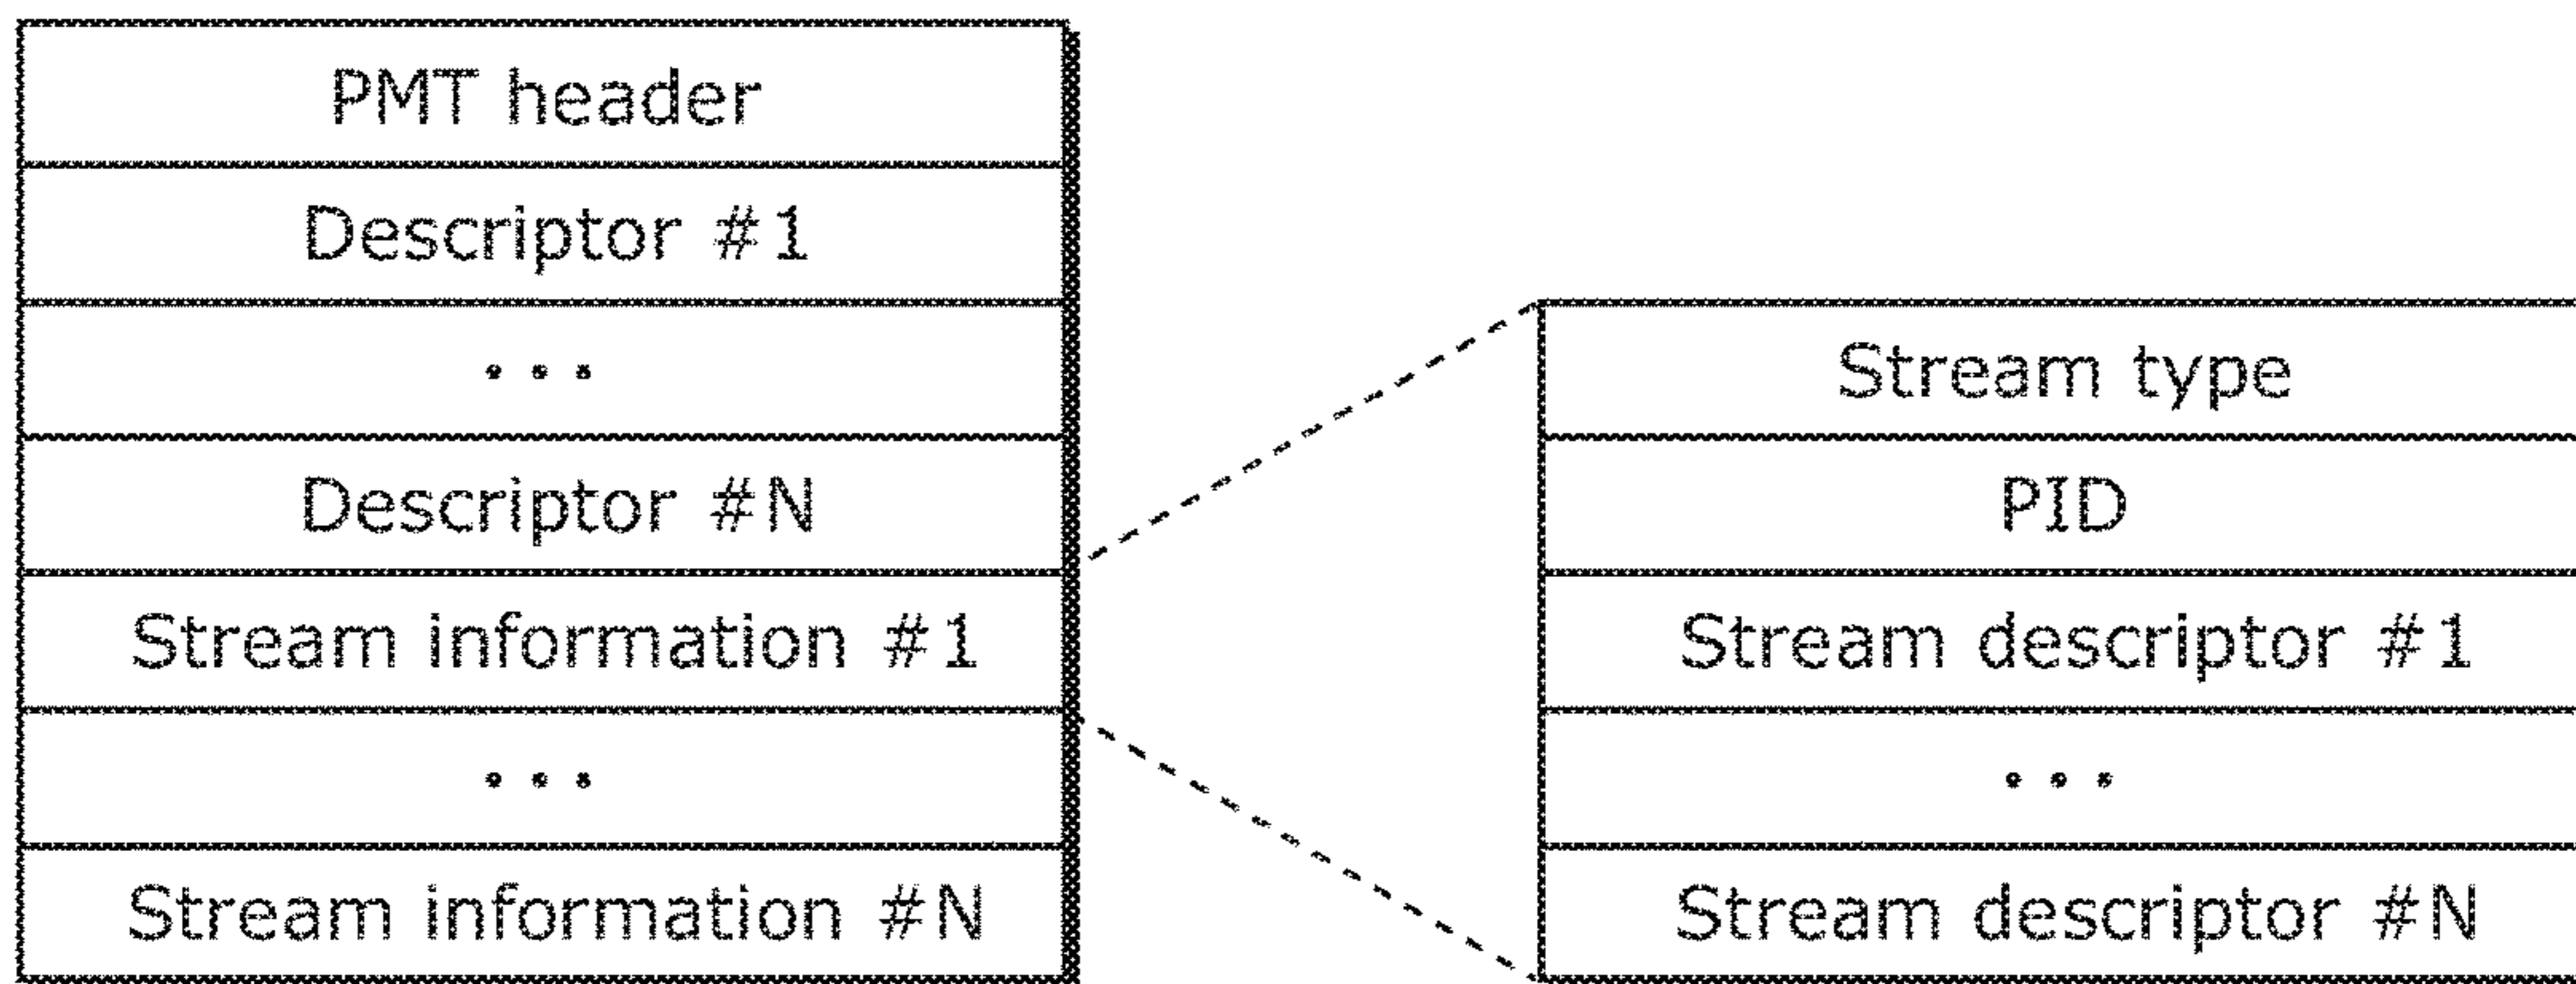 PMT header
Descriptor #1
...
Descriptor #N
Stream information #1
...
Stream information #N
Stream type
PID
Stream descriptor #1
...
Stream descriptor #N